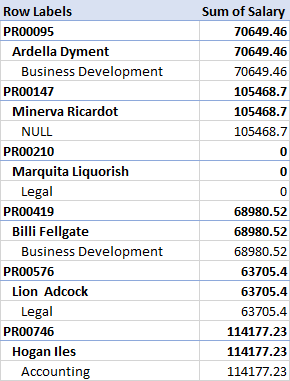 Row Labels Sum of Salary
PR00095 70649.46
Ardella Dyment 70649.46
Business Development 70649.46
PR00147 105468.7
Minerva Ricardot 105468.7
NULL 105468.7
PR00210 0
Marquita Liquorish 0
Legal 0
PR00419 68980.52
Billi Fellgate 68980.52
Business Development 68980.52
PR00576 63705.4
Lion  Adcock 63705.4
Legal 63705.4
PR00746 114177.23
Hogan Iles 114177.23
Accounting 114177.23